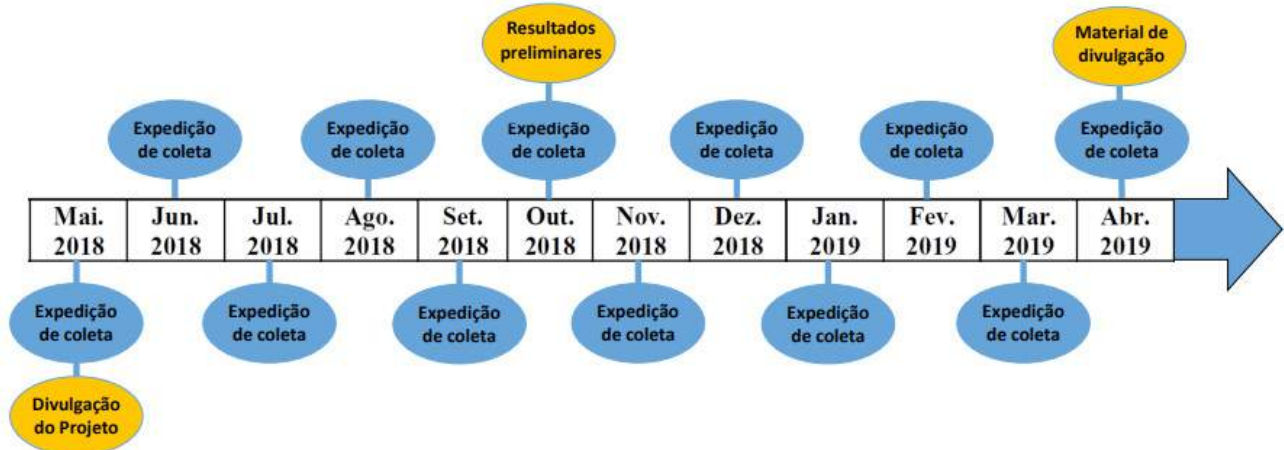 Resultados
preliminares
Material de
divulgação
Expedição
de coleta
Expedição
de coleta
Expedição
de coleta
Expedição
de coleta
Expedição
de coleta
Expedição
de coleta
Mai.
2018
Jun.
2018
Jul.
2018
Ago.
2018
Set.
2018
Out.
2018
Nov.
2018
Dez.
2018
Jan.
2019
Fev.
2019
Mar.
2019
Abr.
2019
Expedição
de coleta
Expedição
de coleta
Expedição
de coleta
Expedição
de coleta
Expedição
de coleta
Expedição
de coleta
Divulgação
do Projeto